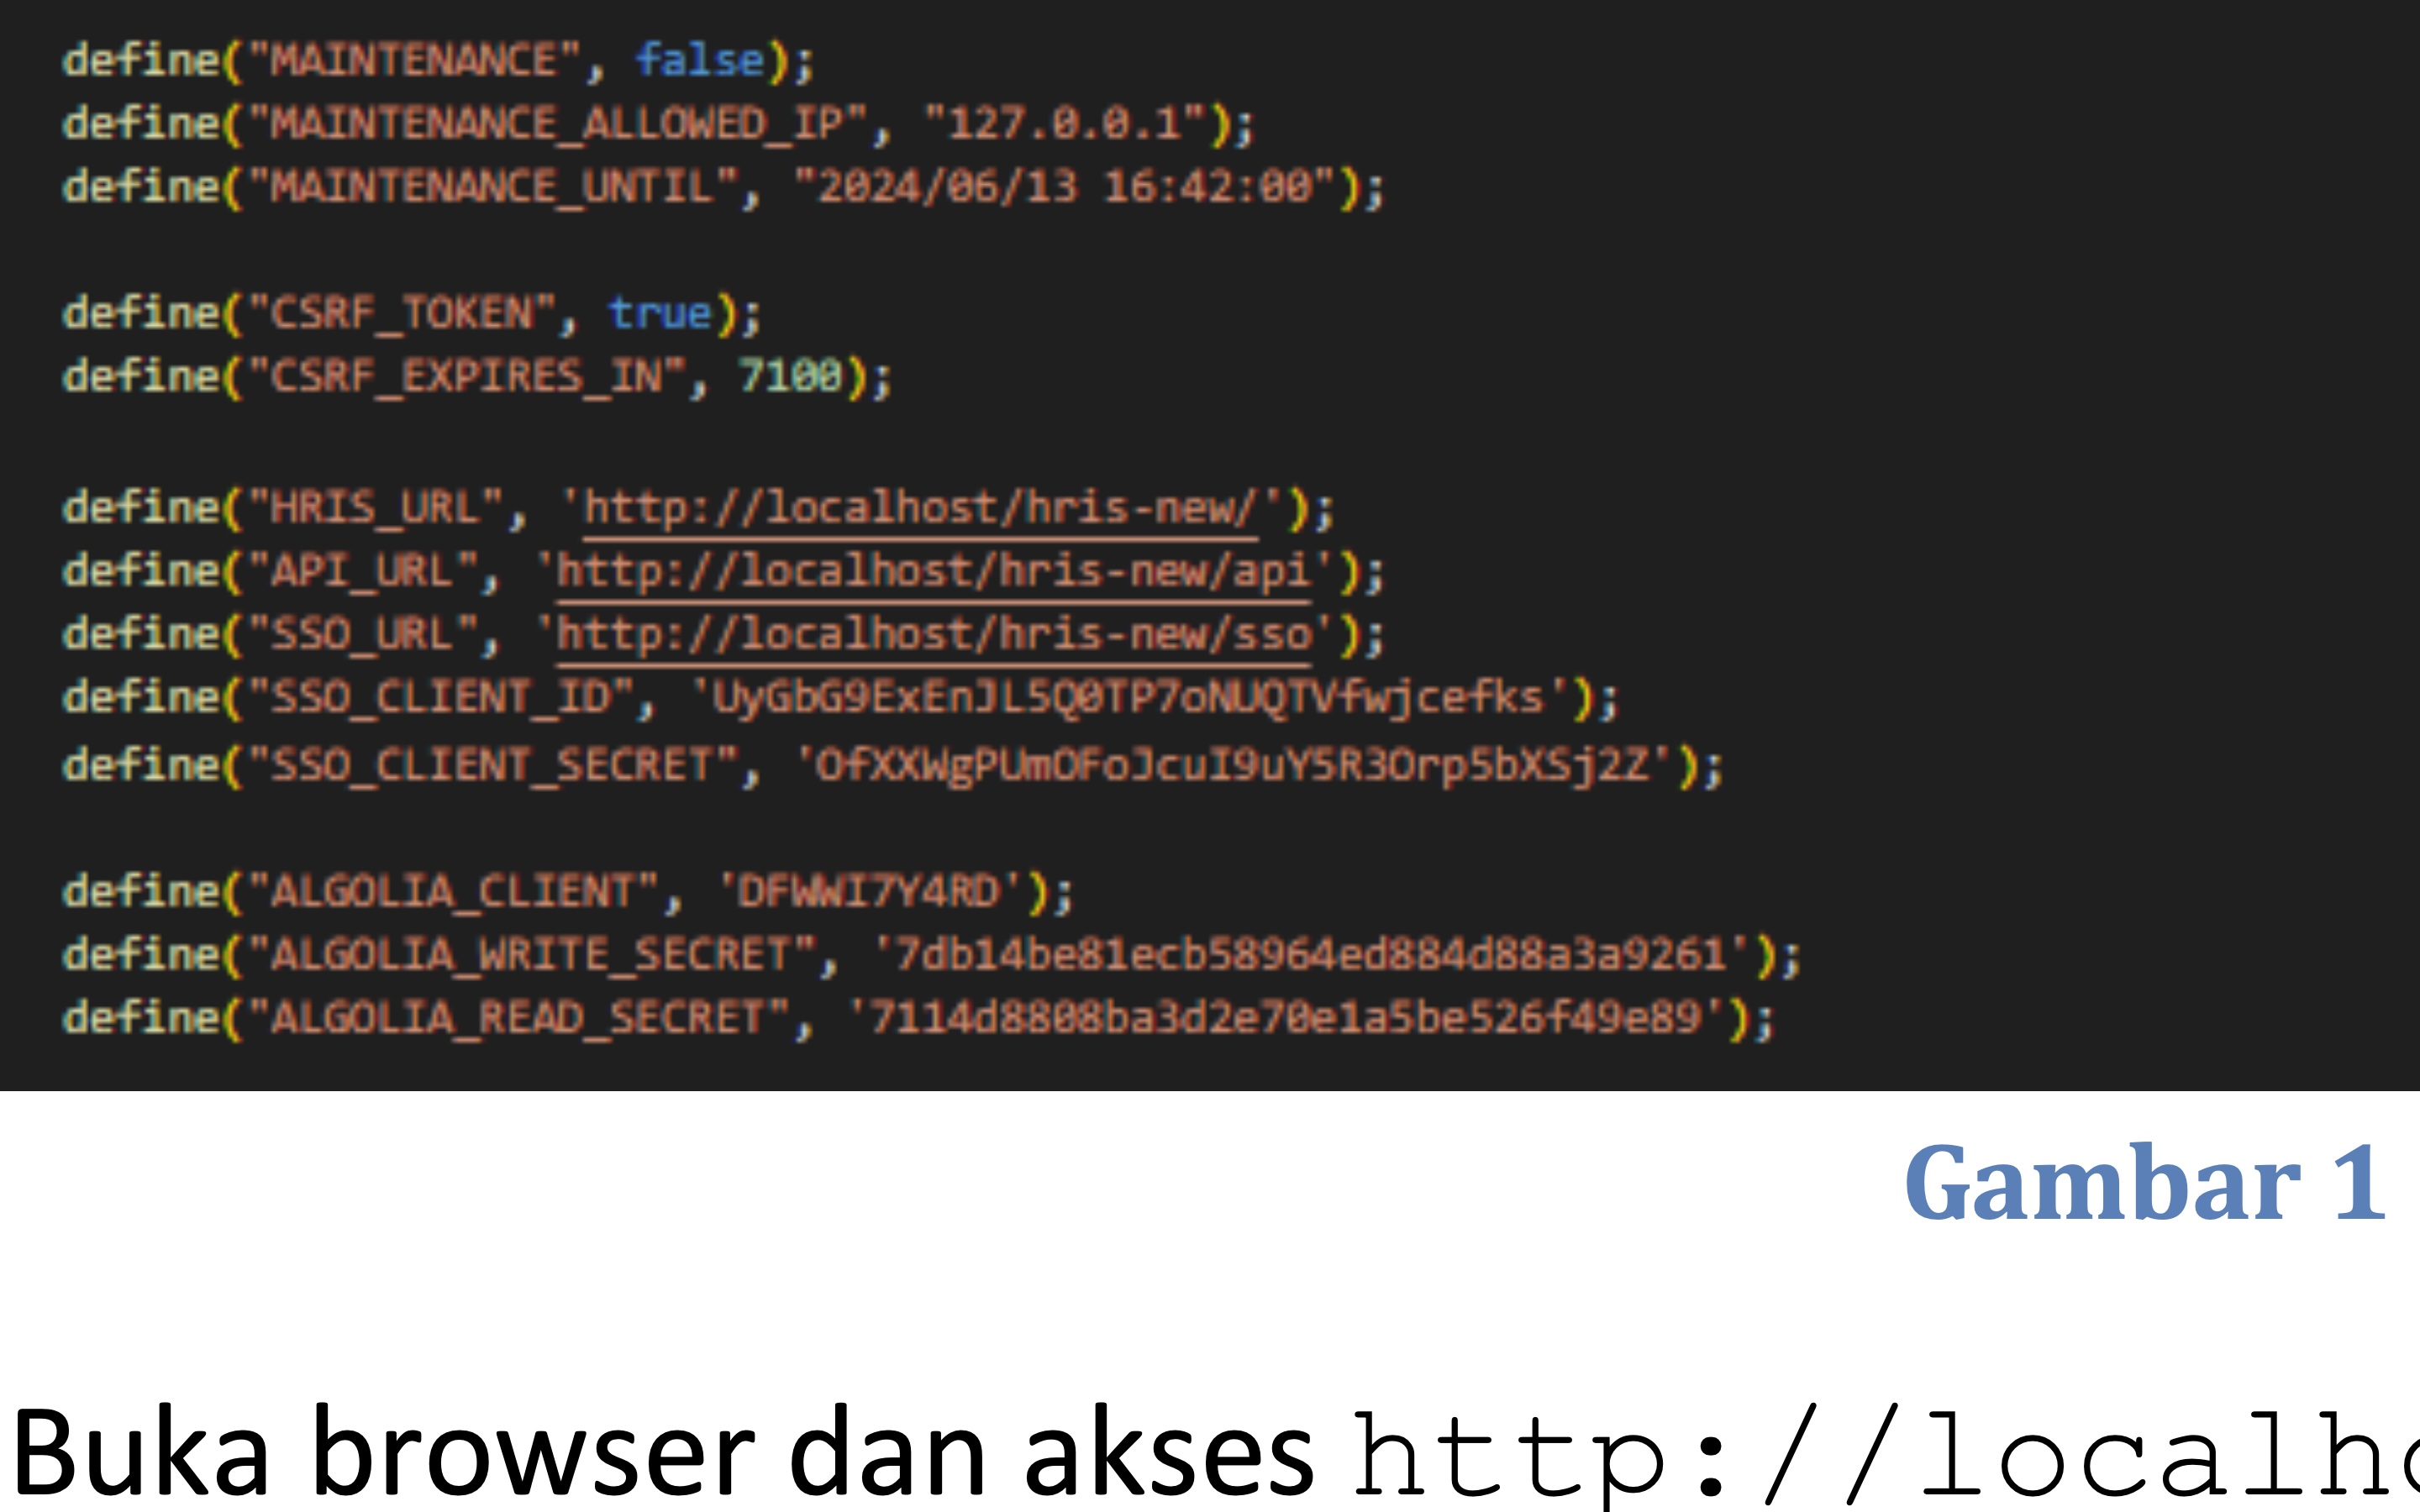 define("MAINTENANCE", false);
define("MAINTENANCE_ALLOWED_IP", "127.0.0.1");
define("MAINTENANCE_UNTIL", "2024/06/13 16:42:00");
define("CSRF_TOKEN", true);
define("CSRF_EXPIRES_IN", 7100);
define("HRIS_URL", 'http://localhost/hris-new/');
define("API_URL", 'http://localhost/hris-new/api');
define("SSO_URL", 'http://localhost/hris-new/sso');
define("SSO_CLIENT_ID", 'UyGbG9ExEnJL5Q0TP7oNUQTVfwjcefks');
define("SSO_CLIENT_SECRET", 'OfXXWgPUmOFoJcuI9uY5R3Orp5bXSj2Z');
define("ALGOLIA_CLIENT", 'DFWWI7Y4RD');
define("ALGOLIA_WRITE_SECRET", '7db14be81ecb58964ed884d88a3a9261');
define("ALGOLIA_READ_SECRET", '7114d8808ba3d2e70e1a5be526f49e89');
Gambar 1
Buka browser dan akses http://localh